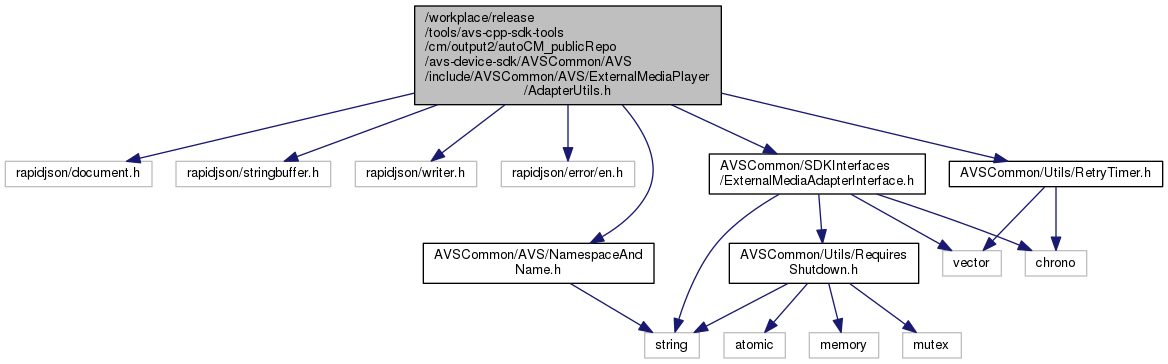 /workplace/release
/tools/avs-cpp-sdk-tools
/cm/output2/autoCM_publicRepo
/avs-device-sdk/AVSCommon/AVS
/include/AVSCommon/AVS/ExternalMediaPlayer
/AdapterUtils.h
rapidjson/document.h
rapidjson/stringbuffer.h
rapidjson/writer.h
rapidjson/error/en.h
AVSCommon/SDKInterfaces
/ExternalMediaAdapterInterface.h
AVSCommon/Utils/RetryTimer.h
AVSCommon/AVS/NamespaceAnd
Name.h
AVSCommon/Utils/Requires
Shutdown.h
vector
chrono
string
atomic
memory
mutex